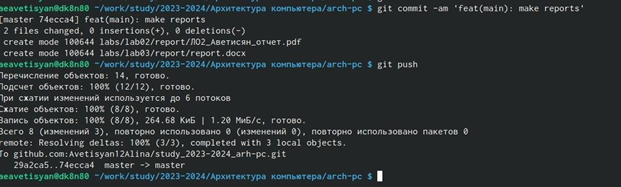 aeavetisyan@dk8n80 ~/work/study/2023-2024/Архитектура компьютера/arch-pc $ git commit -am 'feat(main): make reports'
[master 74ecca4] feat(main): make reports
2 files changed, 0 insertions(+), 0 deletions(-)
create mode 100644 labs/lab02/report/ЛО2_Аветисян_отчет.pdf
create mode 100644 labs/lab03/report/report.docx
aeavetisyan@dk8n80 ~/work/study/2023-2024/Архитектура компьютера/arch-pc $ git push
Перечисление объектов: 14, готово.
Подсчет объектов: 100% (12/12), готово.
При сжатии изменений используется до 6 потоков
Сжатие объектов: 100% (8/8), готово.
Запись объектов: 100% (8/8), 264.68 КиБ | 1.20 МиБ/с, готово.
Всего 8 (изменений 3), повторно использовано 0 (изменений 0), повторно использовано пакетов 0
remote: Resolving deltas: 100% (3/3), completed with 3 local objects.
To github.com:Avetisyan12Alina/study_2023-2024_arh-pc.git
29a2ca5..74ecca4 master -> master
aeavetisyan@dk8n80 ~/work/study/2023-2024/Архитектура компьютера/arch-pc $